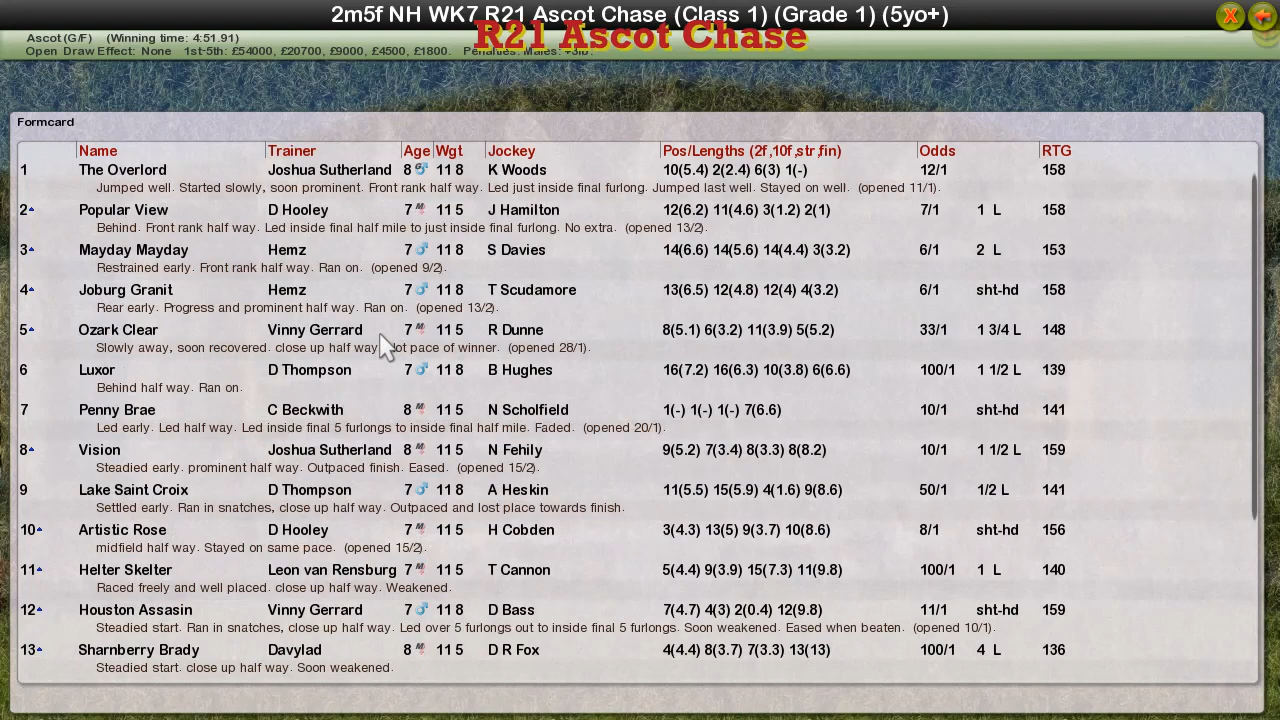 2m5f NH WK7 R21 Ascot Chase (Class 1) (Grade 1) (5yo+)
R21 Ascot Chase
Ascot(G/F) (Winning time: 4:51.91)
Open Draw Effect: None 1st-5th: £54000, £20700, £9000, £4500, £1800. Penalties: Males: +3lb.
Formcard
Name Trainer Age Wgt Jockey Pos/Lengths (2f,10f,str,fin) Odds RTG
1 The Overlord Joshua Sutherland 8 11 8 K Woods 10(5.4) 2(2.4) 6(3) 1(-) 12/1 158
Jumped well. Started slowly, soon prominent. Front rank half way. Led just inside final furlong. Jumped last well. Stayed on well. (opened 11/1).
2 Popular View D Hooley 7 11 5 J Hamilton 12(6.2) 11(4.6) 3(1.2) 2(1) 7/1 1 L 158
Behind. Front rank half way. Led inside final half mile to just inside final furlong. No extra. (opened 13/2).
3 Mayday Mayday Hemz 7 11 8 S Davies 14(6.6) 14(5.6) 14(4.4) 3(3.2) 6/1 2 L 153
Restrained early. Front rank half way. Ran on. (opened 9/2).
4 Joburg Granit Hemz 7 11 8 T Scudamore 13(6.5) 12(4.8) 12(4) 4(3.2) 6/1 sht-hd 158
Rear early. Progress and prominent half way. Ran on. (opened 13/2).
5 Ozark Clear Vinny Gerrard 7 11 5 R Dunne 8(5.1) 6(3.2) 11(3.9) 5(5.2) 33/1 1 3/4 L 148
Slowly away, soon recovered. close up half way. not pace of winner. (opened 28/1).
6 Luxor D Thompson 7 11 8 B Hughes 16(7.2) 16(6.3) 10(3.8) 6(6.6) 100/1 1 1/2 L 139
Behind half way. Ran on.
7 Penny Brae C Beckwith 8 11 5 N Scholfield 1(-) 1(-) 1(-) 7(6.6) 10/1 sht-hd 141
Led early. Led half way. Led inside final 5 furlongs to inside final half mile. Faded. (opened 20/1).
8 Vision Joshua Sutherland 8 11 5 N Fehily 9(5.2) 7(3.4) 8(3.3) 8(8.2) 10/1 1 1/2 L 159
Steadied early. prominent half way. Outpaced finish. Eased. (opened 15/2).
9 Lake Saint Croix D Thompson 7 11 8 A Heskin 11(5.5) 15(5.9) 4(1.6) 9(8.6) 50/1 1/2 L 141
Settled early. Ran in snatches, close up half way. Outpaced and lost place towards finish.
10 Artistic Rose D Hooley 7 11 5 H Cobden 3(4.3) 13(5) 9(3.7) 10(8.6) 8/1 sht-hd 156
midfield half way. Stayed on same pace. (opened 15/2).
11 Helter Skelter Leon van Rensburg 7 11 5 T Cannon 5(4.4) 9(3.9) 15(7.3) 11(9.8) 100/1 1 L 140
Raced freely and well placed. close up half way. Weakened.
12 Houston Assasin Vinny Gerrard 7 11 8 D Bass 7(4.7) 4(3) 2(0.4) 12(9.8) 11/1 sht-hd 159
Steadied start. Ran in snatches, close up half way. Led over 5 furlongs out to inside final 5 furlongs. Soon weakened. Eased when beaten. (opened 10/1).
13 Sharnberry Brady Davylad 8 11 5 D R Fox 4(4.4) 8(3.7) 7(3.3) 13(13) 100/1 4 L 136
Steadied start. close up half way. Soon weakened.